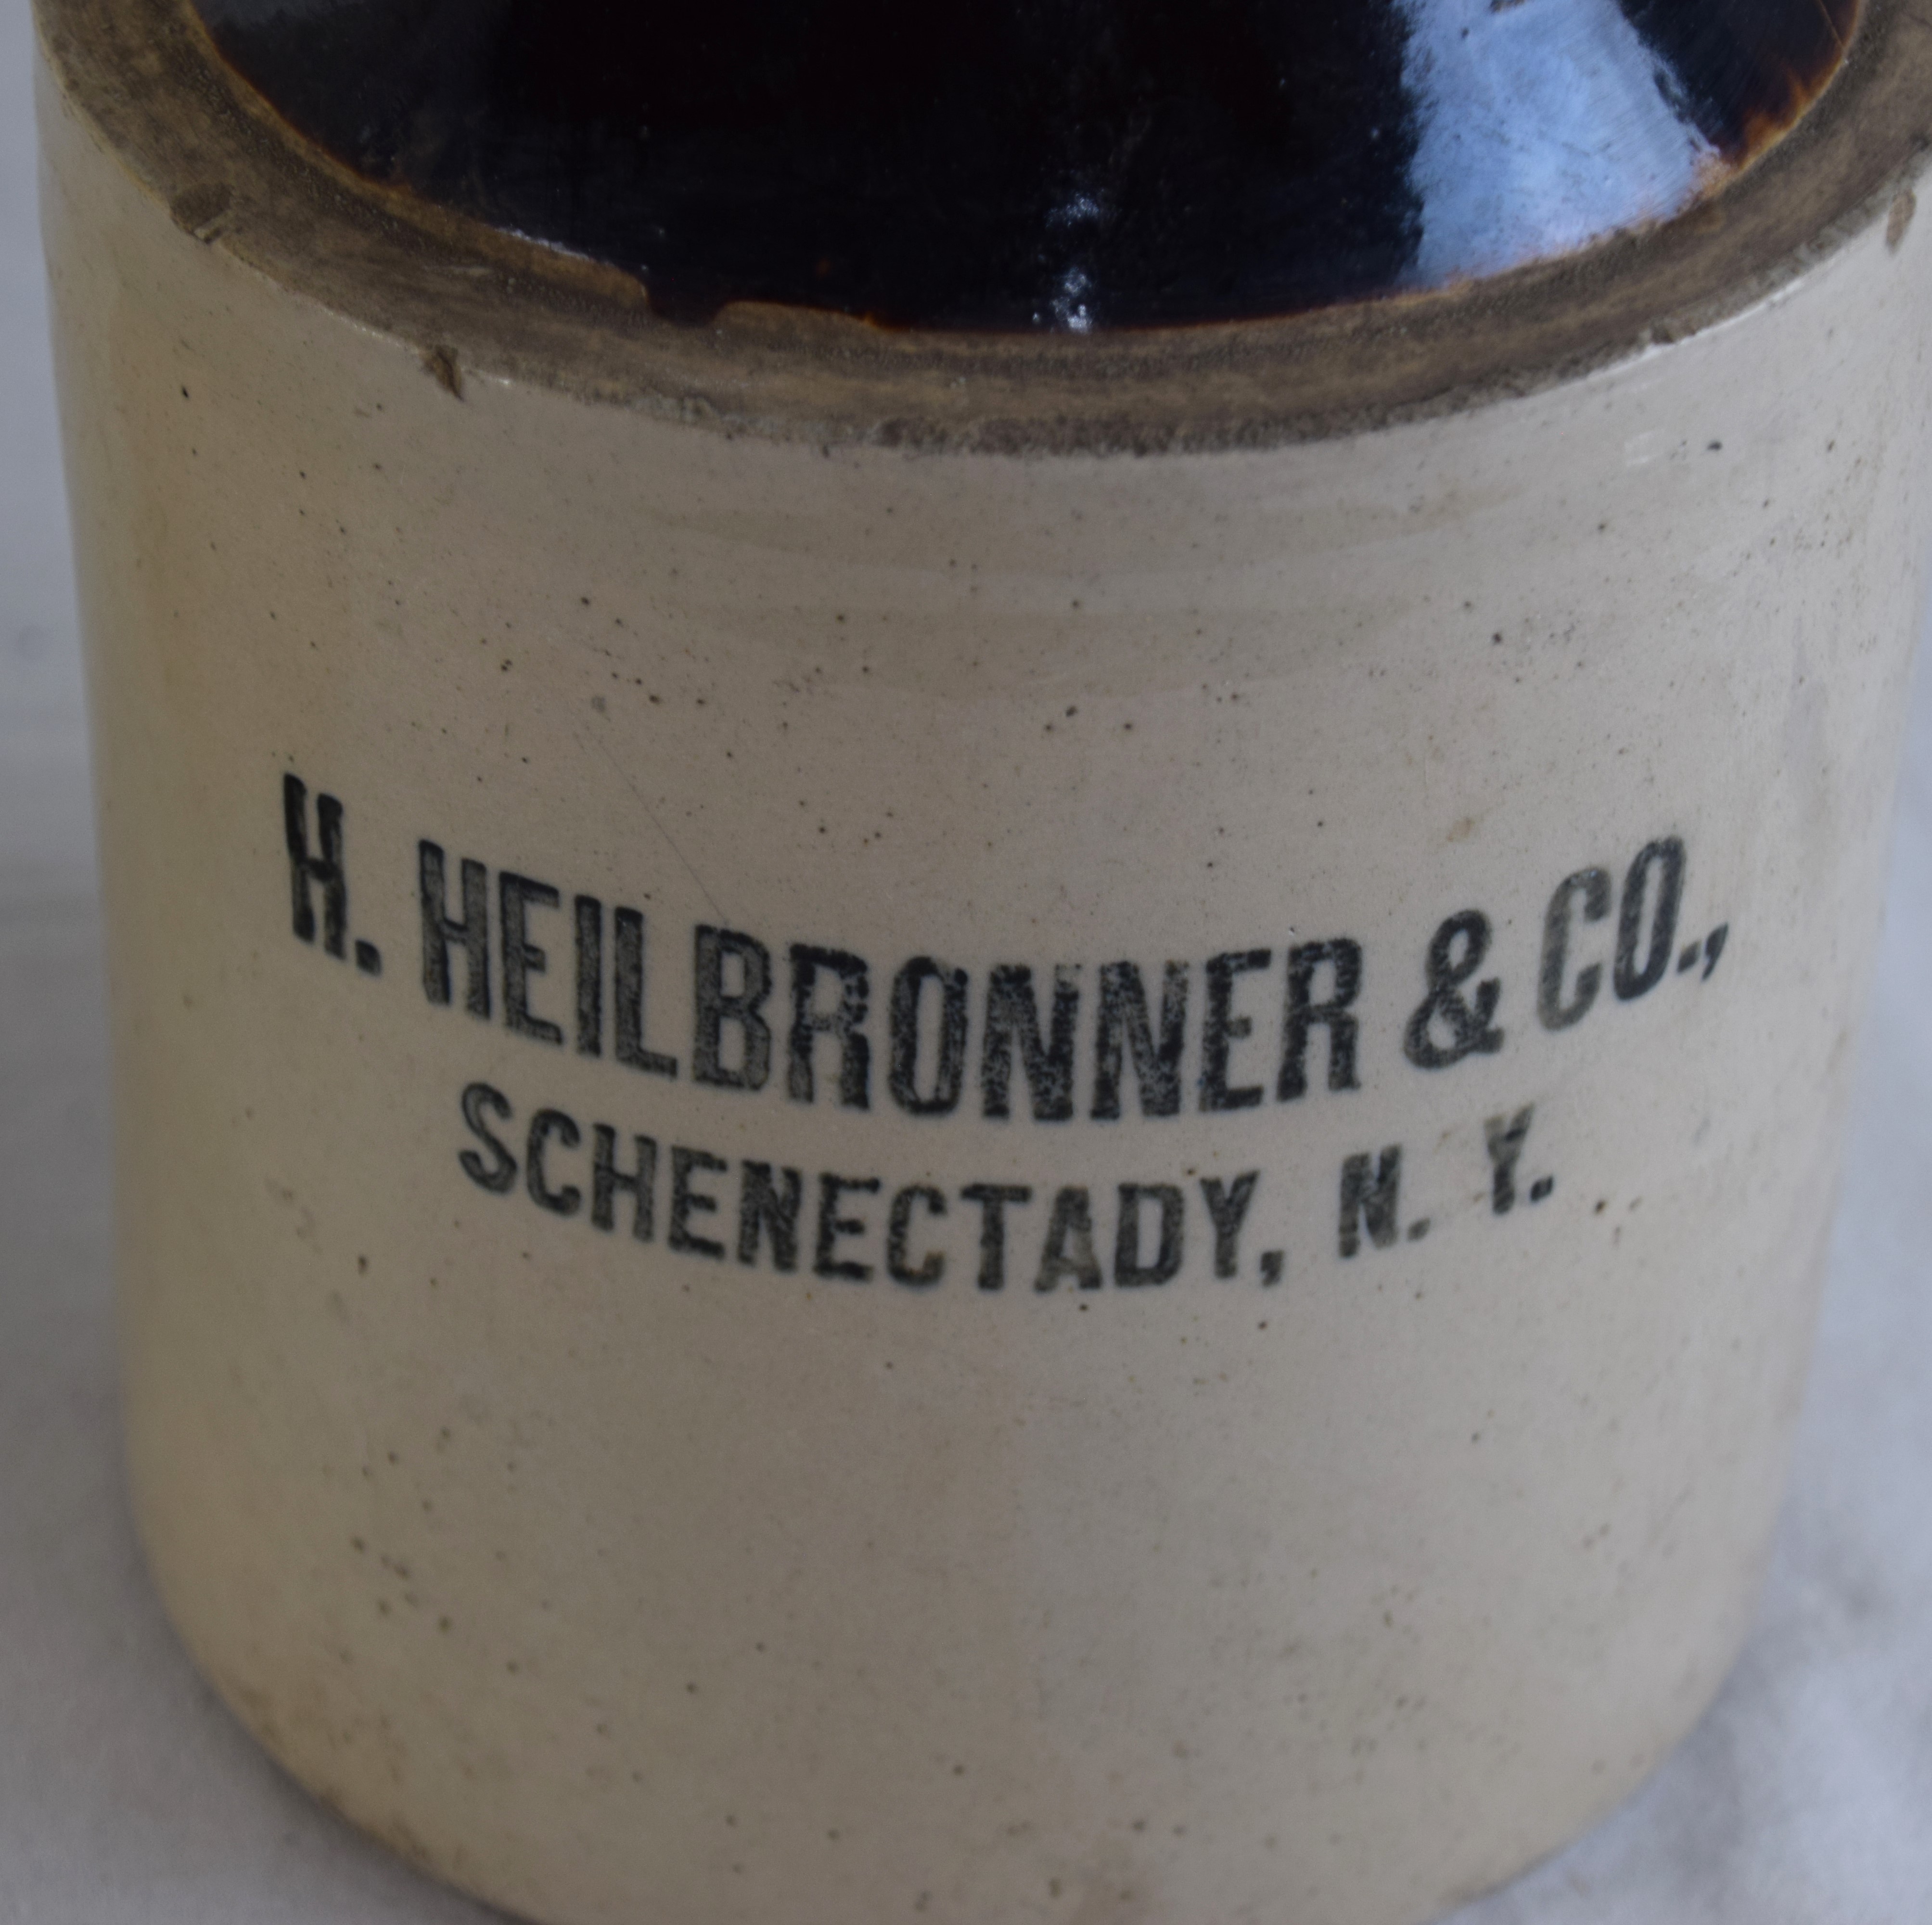 H. HEILBRONNER & CO.,
SCHENECTADY, N. Y.